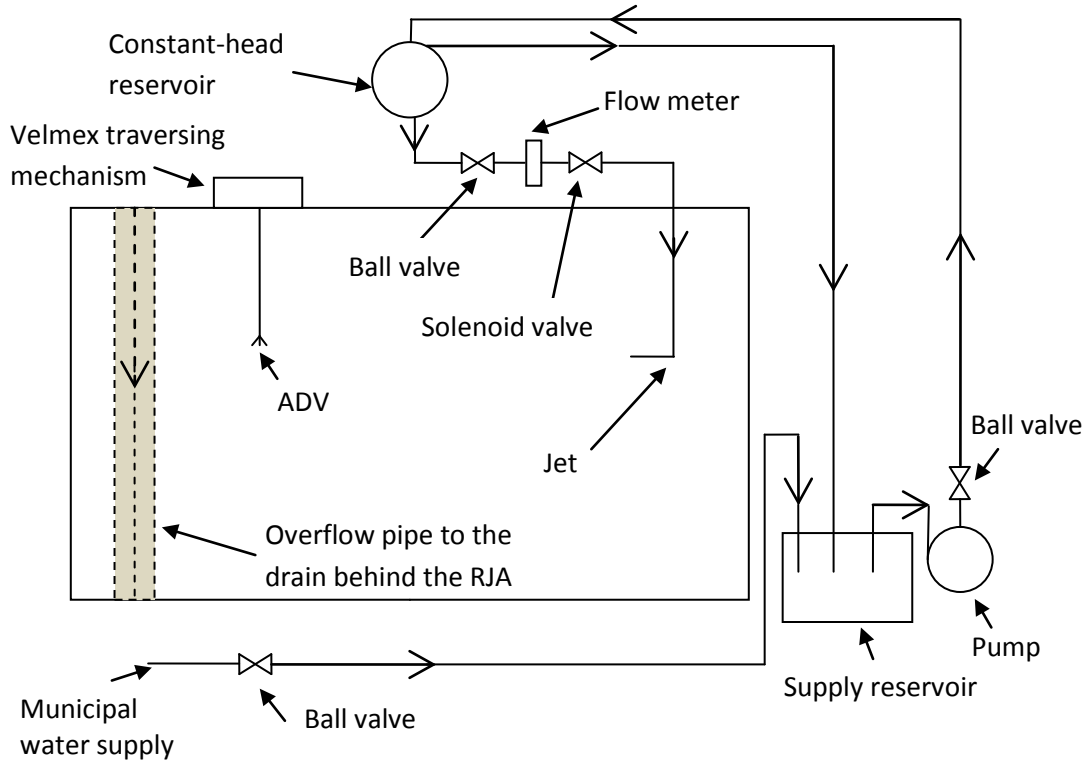 Constant-head
reservoir
Flow meter
Velmex traversing
mechanism
Ball valve
Solenoid valve
ADV
Jet
Ball valve
Overflow pipe to the
drain behind the RJA
Pump
Supply reservoir
Municipal
water supply
Ball valve